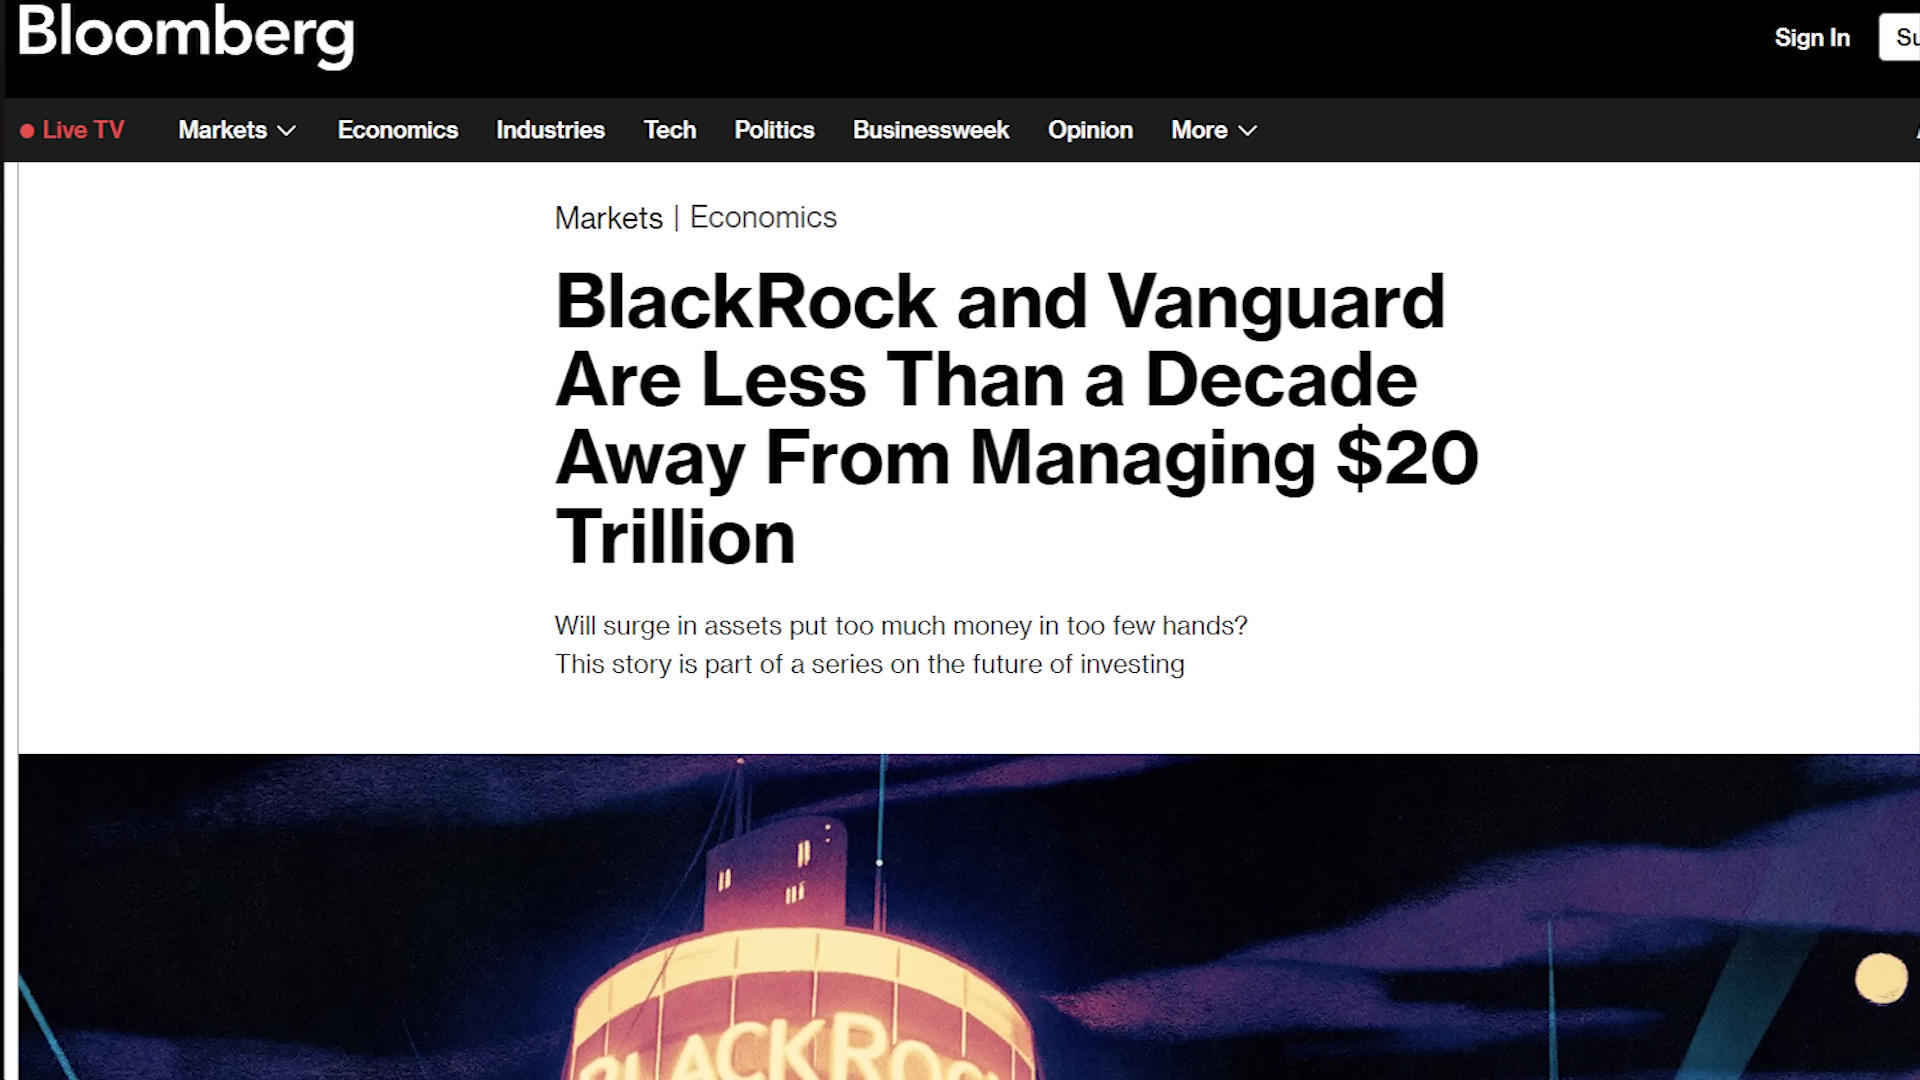 Bloomberg
Sign In
Live TV Markets Economics Industries Tech Politics Businessweek Opinion More
Markets | Economics
BlackRock and Vanguard
Are Less Than a Decade
Away From Managing $20
Trillion
Will surge in assets put too much money in too few hands?
This story is part of a series on the future of investing
BLACKROC